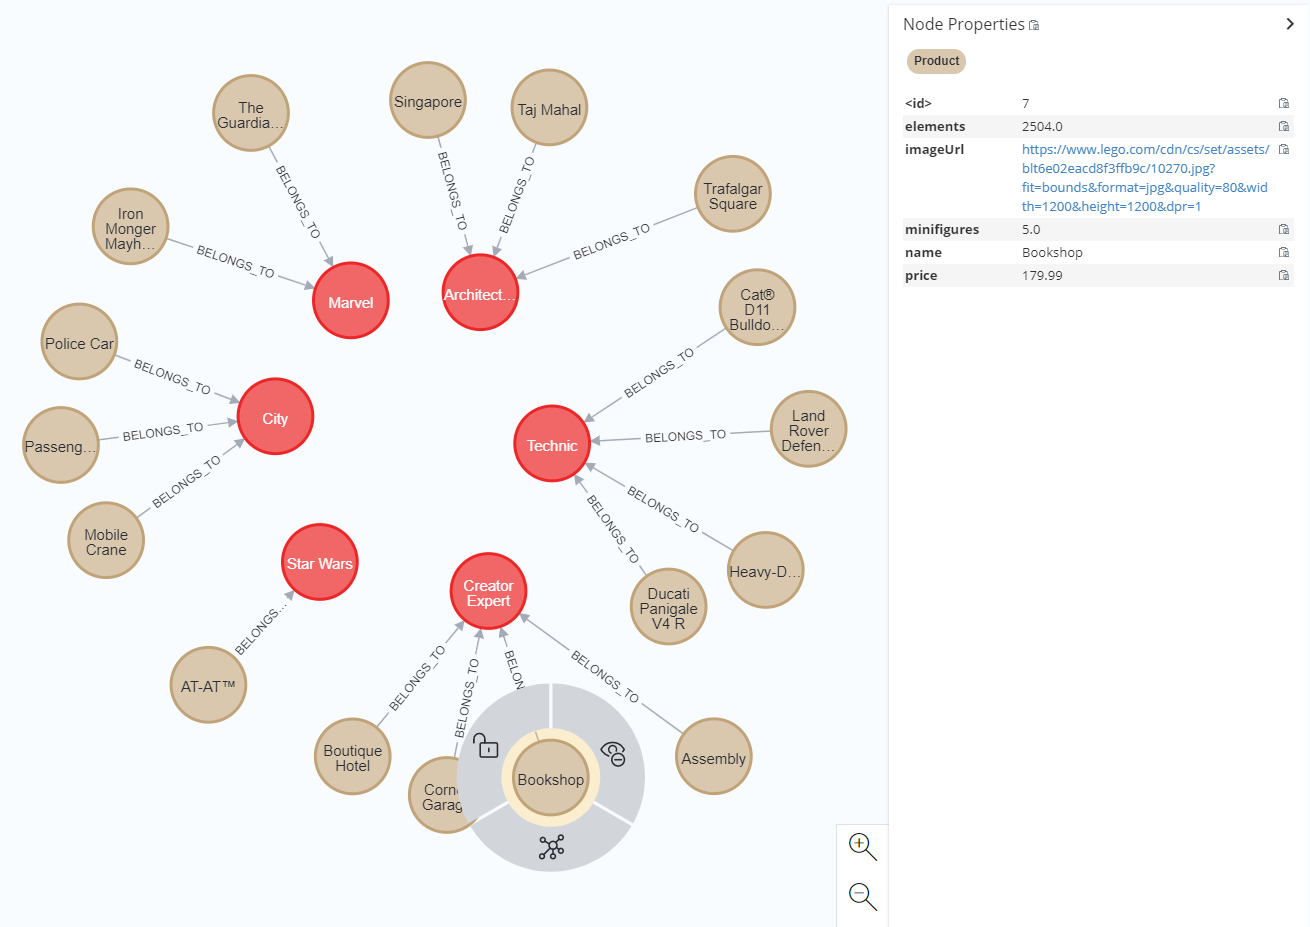 The
Guardia...
Singapore
Taj Mahal
Trafalgar
Square
Iron
Monger
Mayh...
BELONGS_TO
BELONGS_TO
BELONGS_TO
BELONGS_TO
BELONGS_TO
Marvel
Architect...
Cat®
D11
Bulldo...
Police Car
BELONGS_TO
BELONGS_TO
City
Passeng...
BELONGS_TO
BELONGS_TO
Mobile
Crane
Technic
BELONGS_TO
Land
Rover
Defen...
BELONGS_TO
BELONGS_TO
Heavy-D...
Ducati
Panigale
V4 R
Star Wars
BELONGS...
AT-AT™
Creator
Expert
BELONGS_TO
BELONGS_TO
BELON
BELONGS_TO
Boutique
Hotel
Corn
Garag
Bookshop
Assembly
Node Properties
Product
<id> 7
elements 2504.0
imageUrl https://www.lego.com/cdn/cs/set/assets/
blt6e02eacd8f3ffb9c/10270.jpg?
fit=bounds&format=jpg&quality=80&wid
th=1200&height=1200&dpr=1
minifigures 5.0
name Bookshop
price 179.99